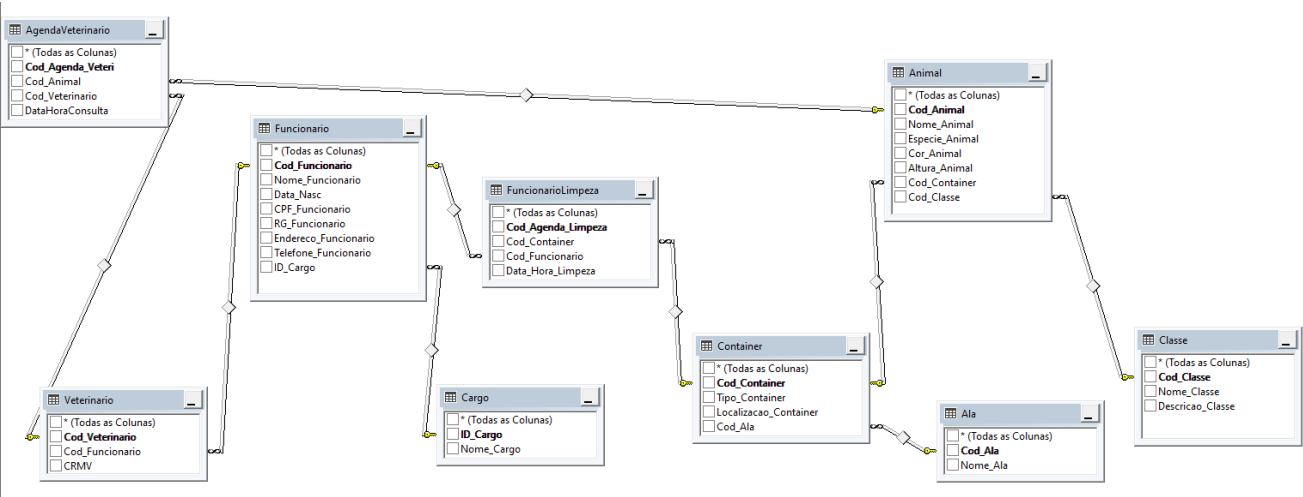 AgendaVeterinario
* (Todas as Colunas)
Cod_Agenda_Veteri
Cod_Animal
Cod_Veterinario
DataHoraConsulta
Funcionario
* (Todas as Colunas)
Cod_Funcionario
Nome_Funcionario
Data_Nasc
CPF_Funcionario
RG_Funcionario
Endereco_Funcionario
Telefone_Funcionario
ID_Cargo
FuncionarioLimpeza
* (Todas as Colunas)
Cod_Agenda_Limpeza
Cod_Container
Cod_Funcionario
Data_Hora_Limpeza
Animal
* (Todas as Colunas)
Cod_Animal
Nome_Animal
Especie_Animal
Cor_Animal
Altura_Animal
Cod_Container
Cod_Classe
Veterinario
* (Todas as Colunas)
Cod_Veterinario
Cod_Funcionario
CRMV
Cargo
* (Todas as Colunas)
ID_Cargo
Nome_Cargo
Container
* (Todas as Colunas)
Cod_Container
Tipo_Container
Localizacao_Container
Cod_Ala
Ala
* (Todas as Colunas)
Cod_Ala
Nome_Ala
Classe
* (Todas as Colunas)
Cod_Classe
Nome_Classe
Descricao_Classe